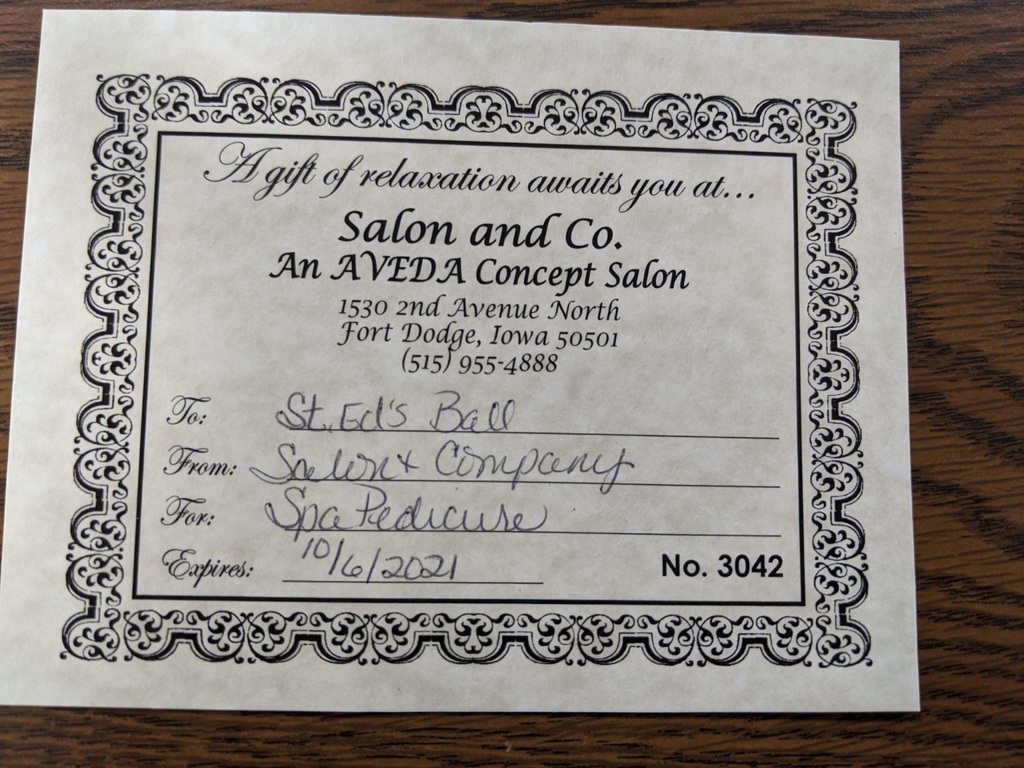 A gift of relaxation awaits you at...
Salon and Co.
An AVEDA Concept Salon
1530 2nd Avenue North
Fort Dodge, Iowa 50501
(515) 955-4888
To: St. Ed's Ball
From: Salon + Company
For: Spa Pedicure
Expires: 10/6/2021 No. 3042